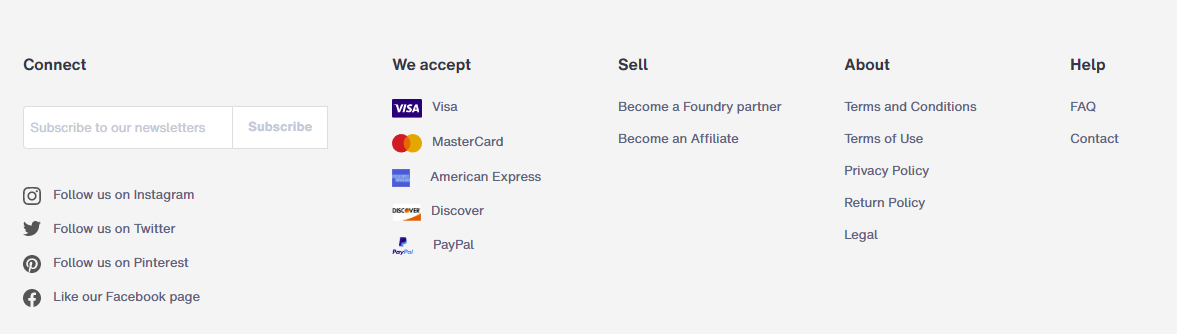 Connect
Subscribe to our newsletters
Subscribe
Follow us on Instagram
Follow us on Twitter
Follow us on Pinterest
Like our Facebook page
We accept
VISA Visa
MasterCard
American Express
DISCOVER Discover
PayPal PayPal
Sell
Become a Foundry partner
Become an Affiliate
About
Terms and Conditions
Terms of Use
Privacy Policy
Return Policy
Legal
Help
FAQ
Contact